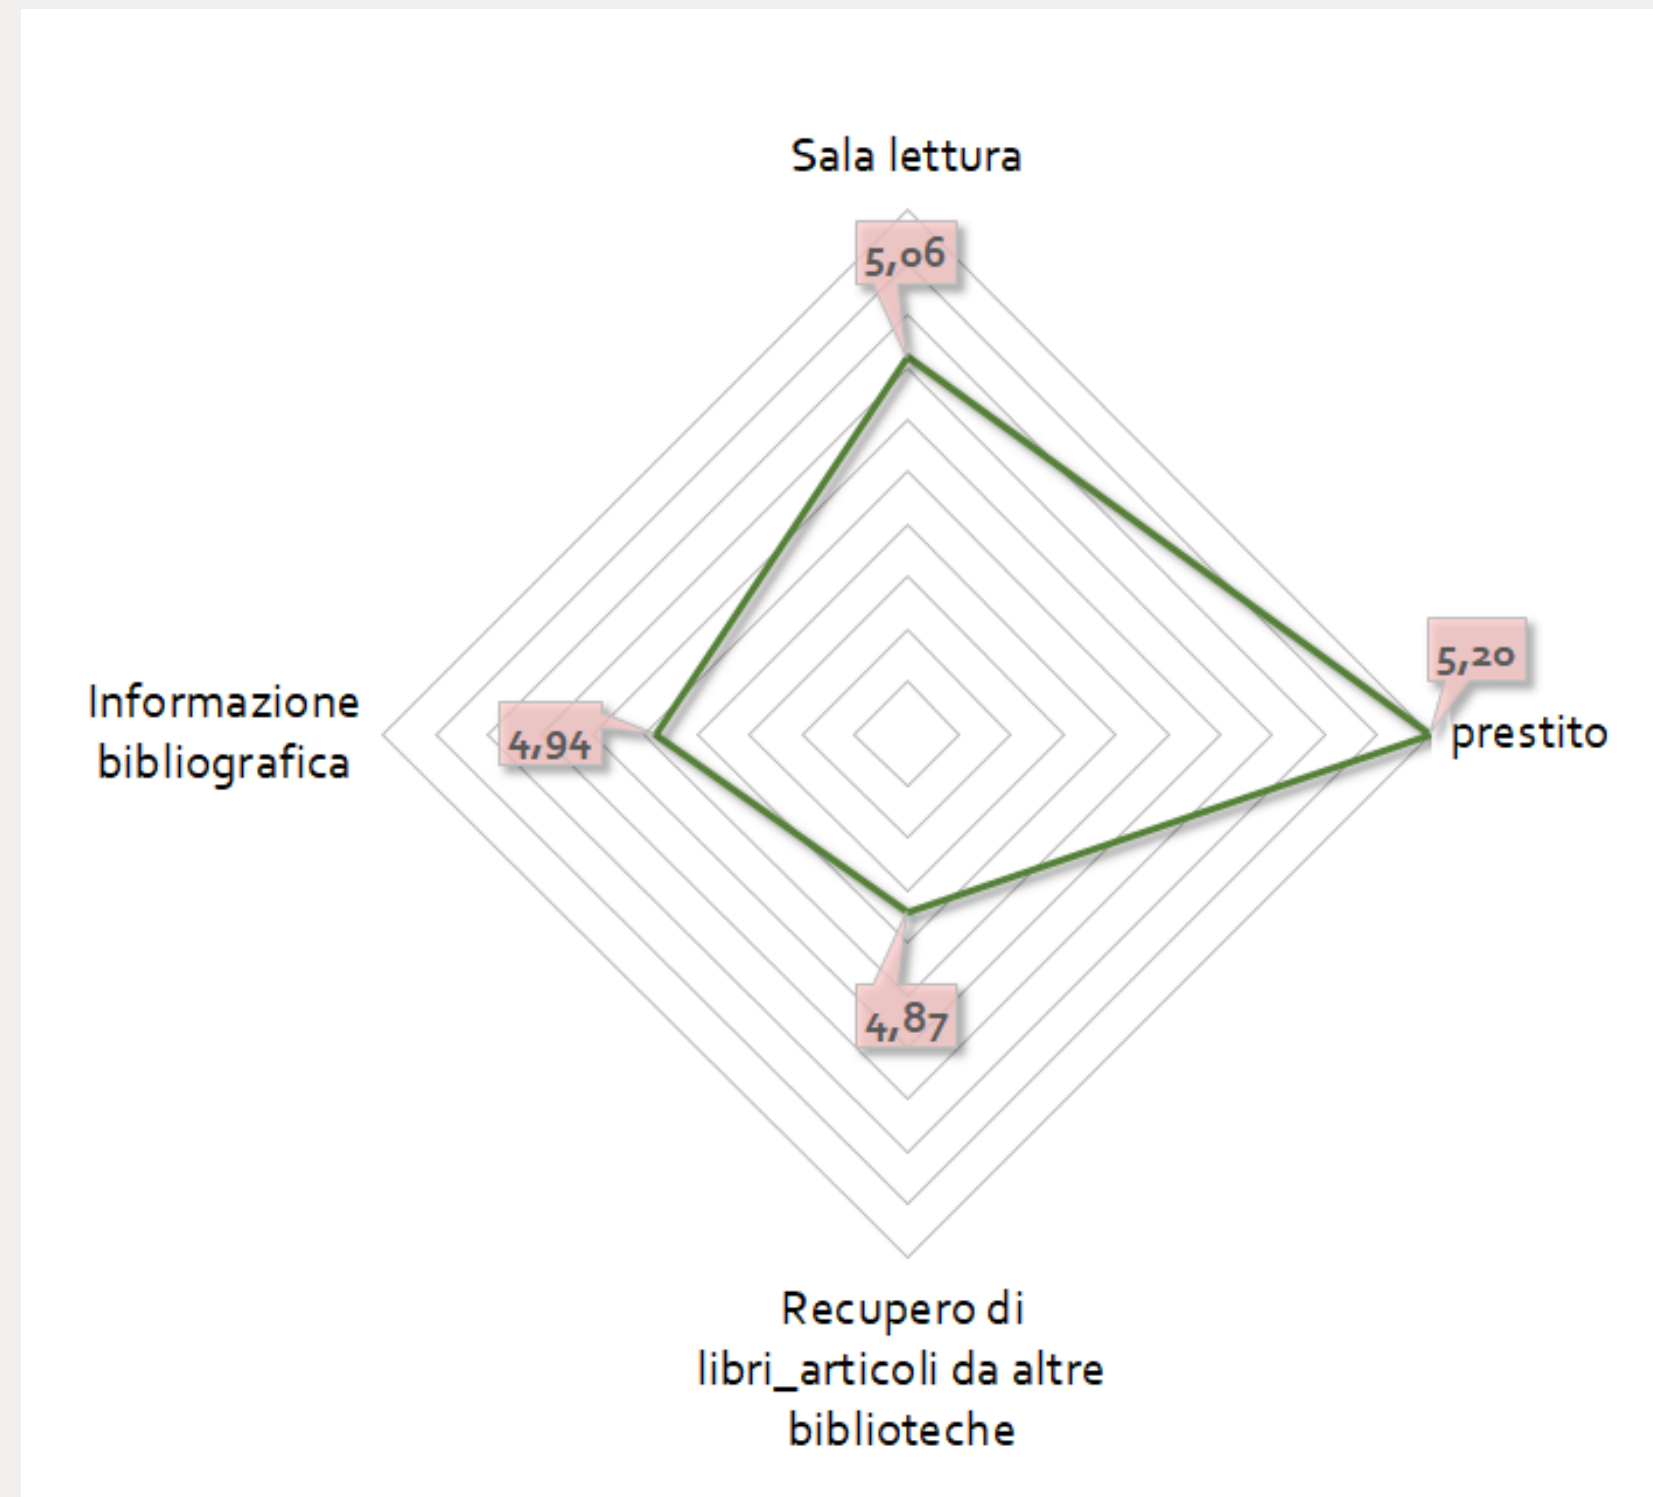 Sala lettura
5,06
5,20
prestito
Informazione
bibliografica
4,94
4,87
Recupero di
libri_articoli da altre
biblioteche